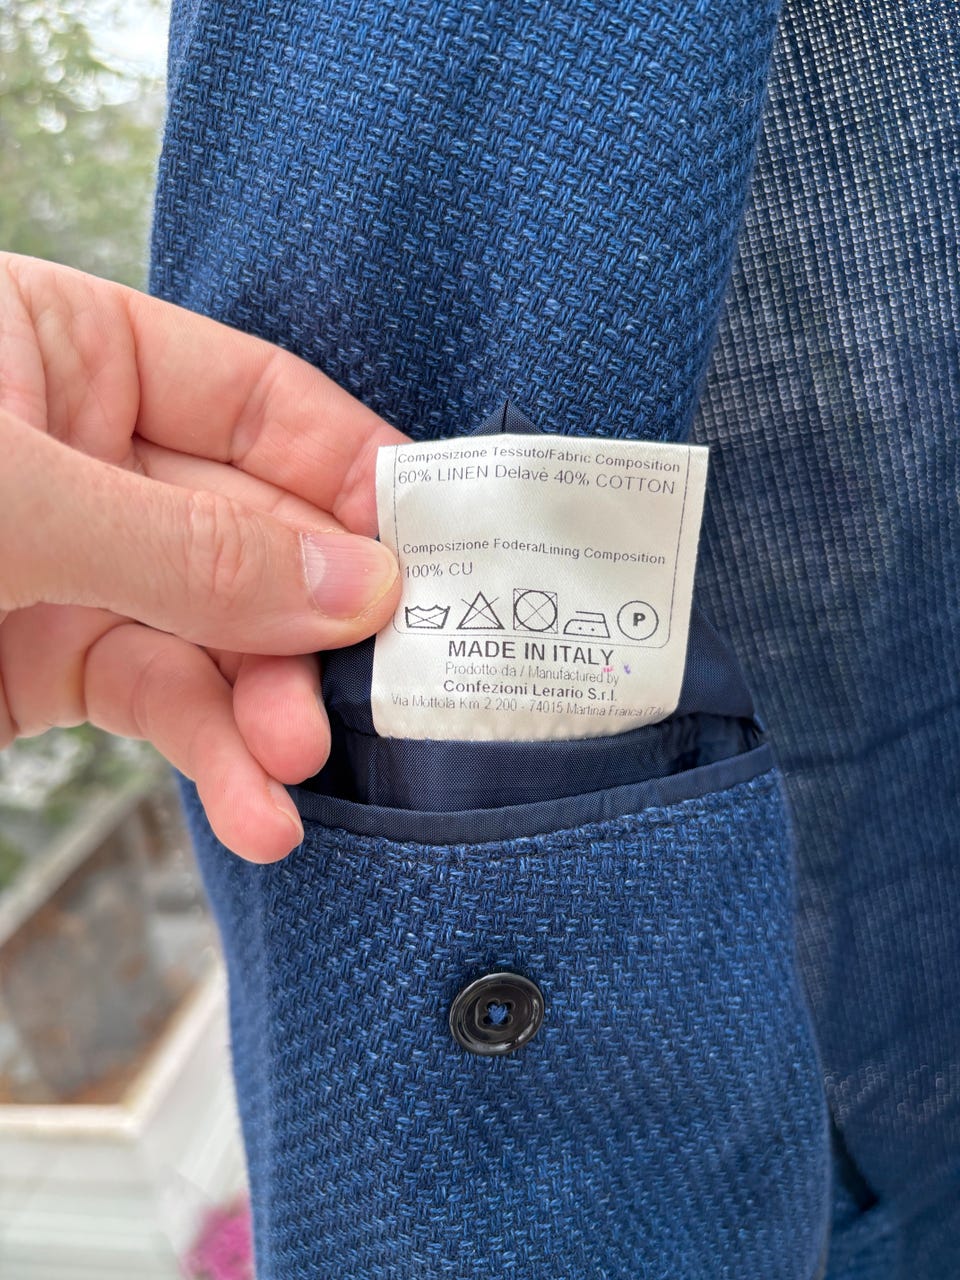 Composizione Tessuto/Fabric Composition
60% LINEN Delavè 40% COTTON
Composizione Fodera/Lining Composition
100% CU
P
MADE IN ITALY
Prodotto da / Manufactured by
Confezioni Lerario S.r.l.
Via Mottola Km 2,200 - 74015 Martina Franca (TA)